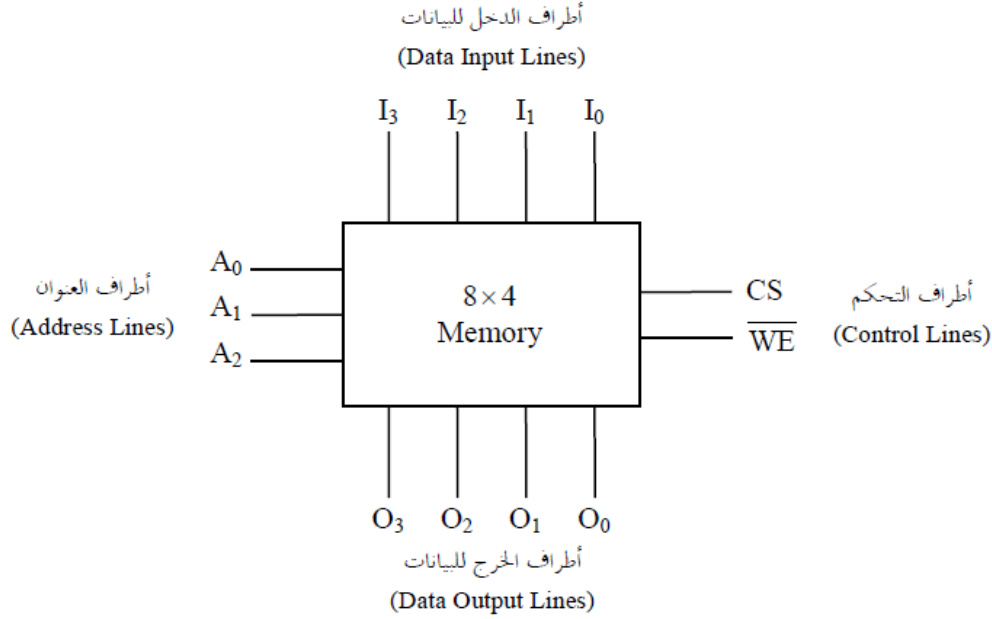 أطراف الدخل للبيانات
(Data Input Lines)
I₃ I₂ I₁ I₀
A₀
أطراف العنوان
A₁
(Address Lines)
A₂
8×4
Memory
CS
W̅E̅
أطراف التحكم
(Control Lines)
O₃ O₂ O₁ O₀
أطراف الخرج للبيانات
(Data Output Lines)